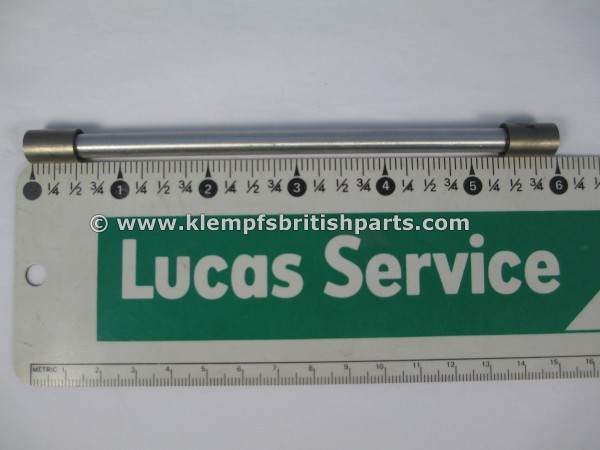 ¼ ½ ¾ 1 ¼ ½ ¾ 2 ¼ ½ ¾ 3 ¼ ½ ¾ 4 ¼ ½ ¾ 5 ¼ ½ ¾ 6
© www.klempfsbritishparts.com ©
Lucas Service
METRIC 1 2 3 4 5 6 7 8 9 10 11 12 13 14 15 16